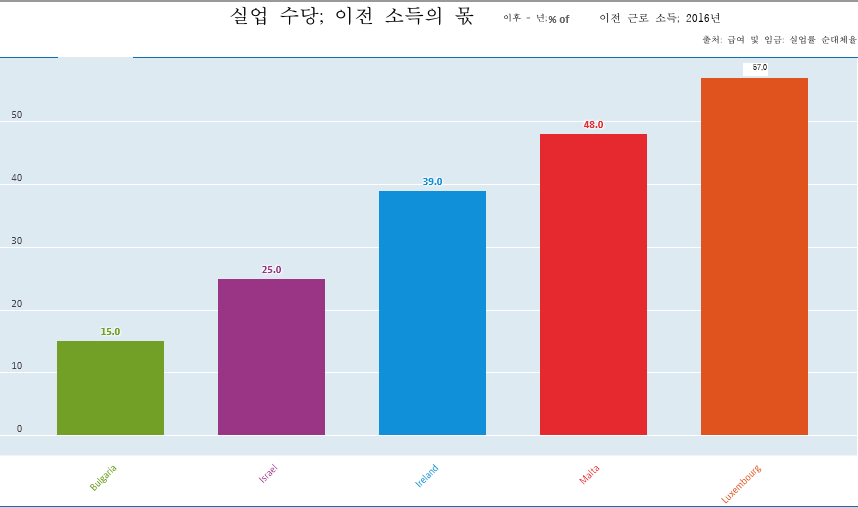 실업 수당; 이전 소득의 몫 이후 - 년:% of 이전 근로 소득; 2016년
출처: 급여 및 임금: 실업률 순대체율
57.0
50
48.0
40
39.0
30
25.0
20
15.0
10
0
Bulgaria
Israel
Ireland
Malta
Luxembourg